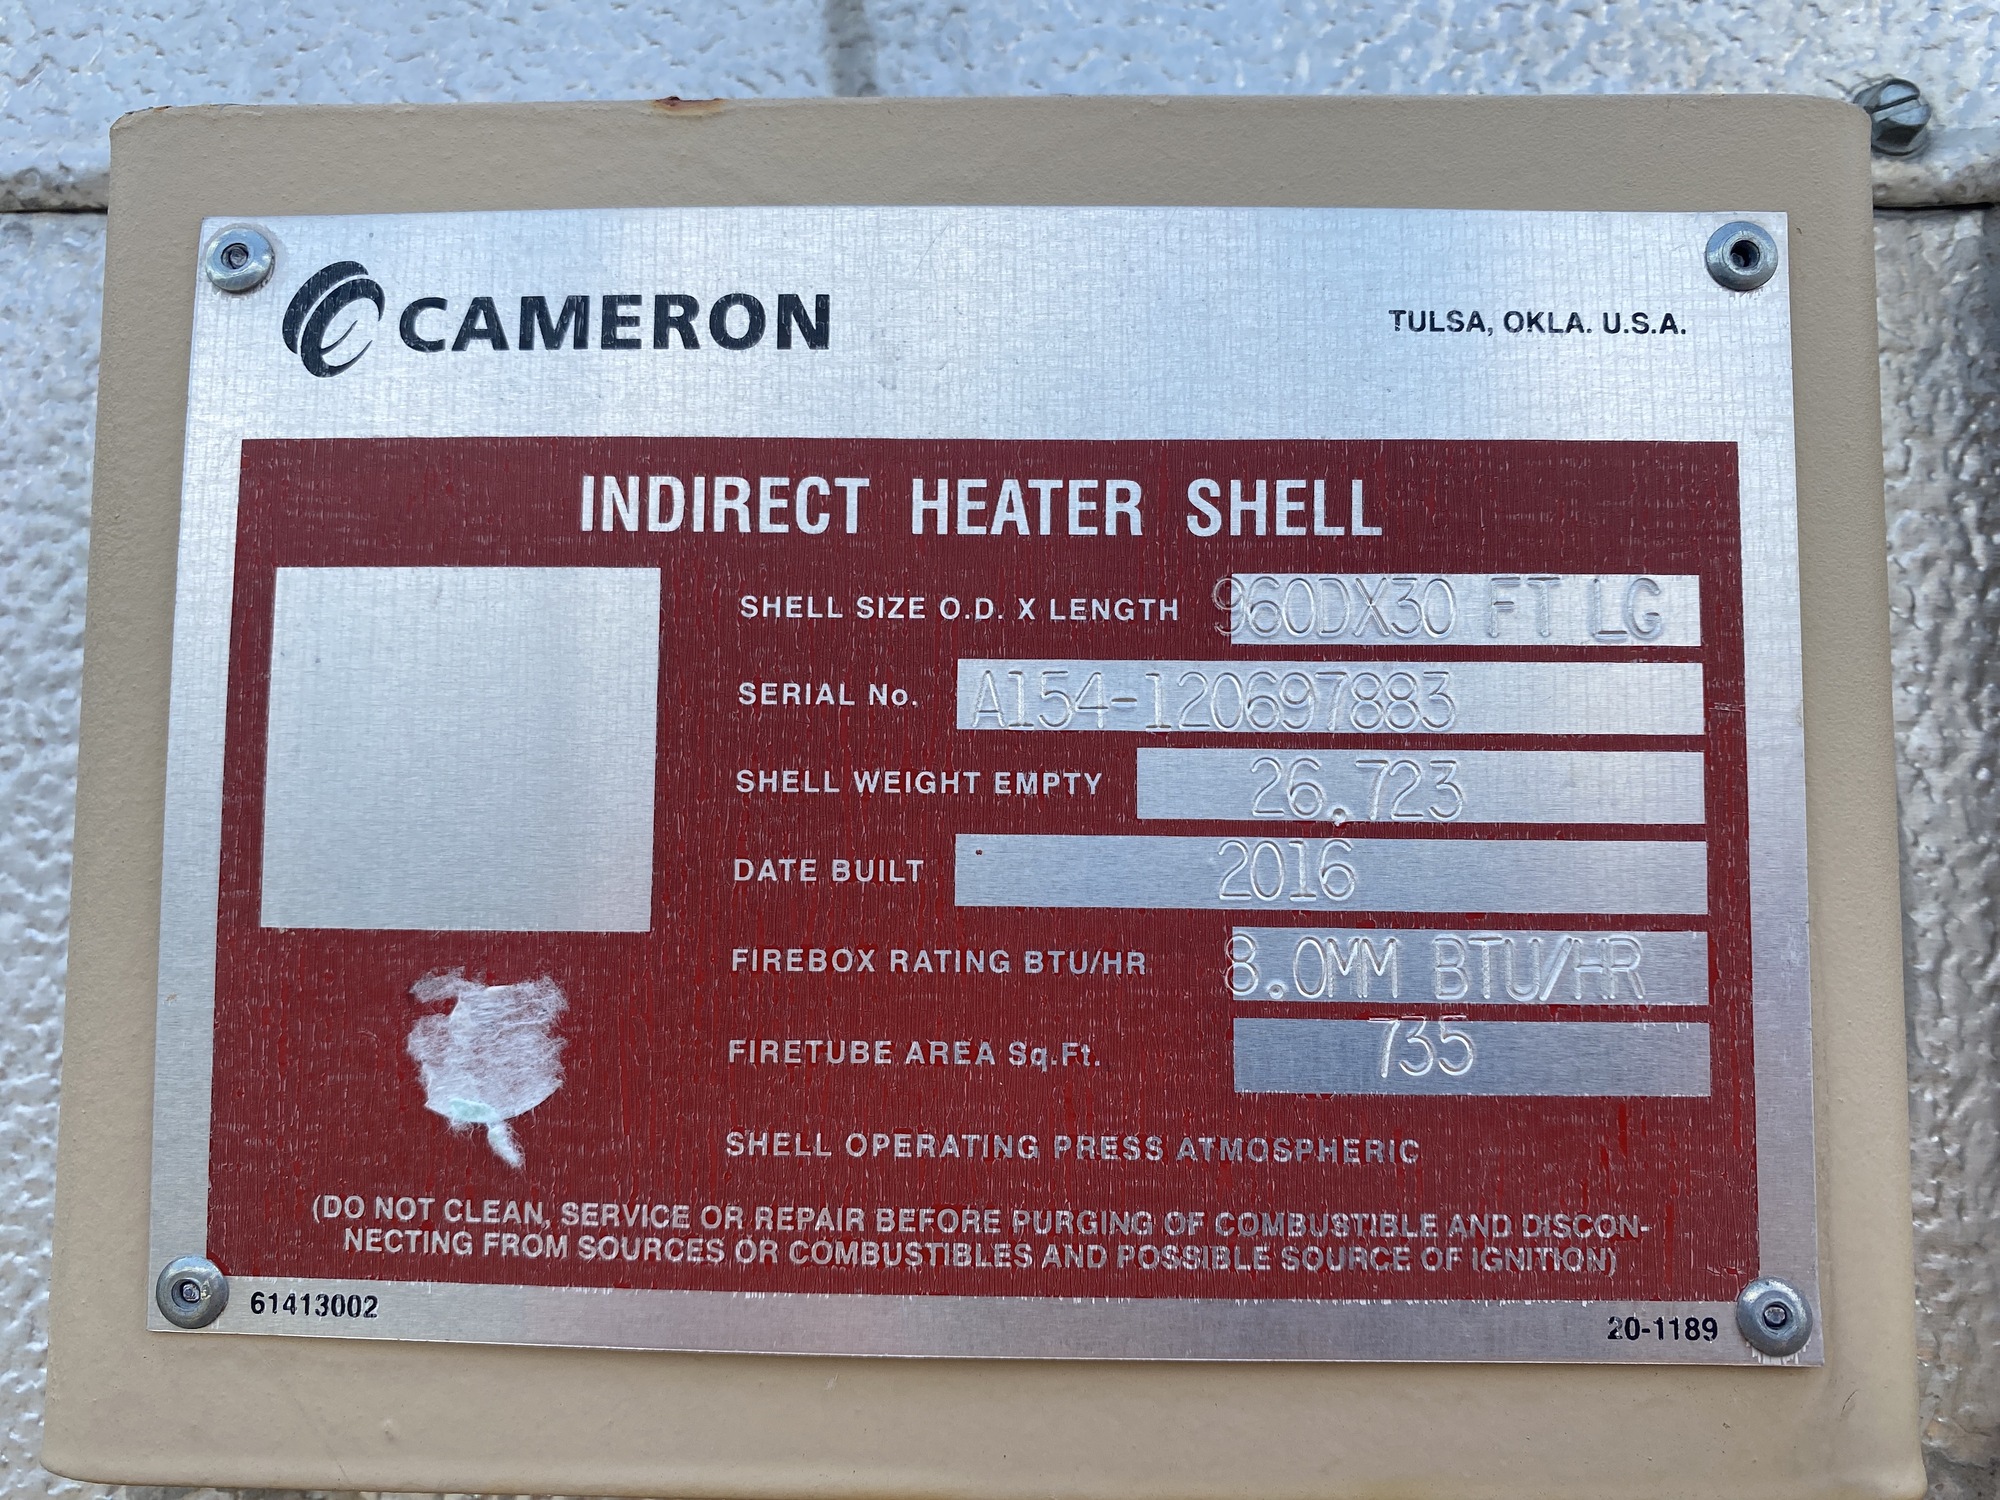 CAMERON
TULSA, OKLA. U.S.A.
INDIRECT HEATER SHELL
SHELL SIZE O.D. X LENGTH 96ODX30 FT LG
SERIAL No. A154-120697883
SHELL WEIGHT EMPTY 26,723
DATE BUILT 2016
FIREBOX RATING BTU/HR 8.0MM BTU/HR
FIRETUBE AREA Sq.Ft. 735
SHELL OPERATING PRESS ATMOSPHERIC
(DO NOT CLEAN, SERVICE OR REPAIR BEFORE PURGING OF COMBUSTIBLE AND DISCON-
NECTING FROM SOURCES OR COMBUSTIBLES AND POSSIBLE SOURCE OF IGNITION)
61413002
20-1189